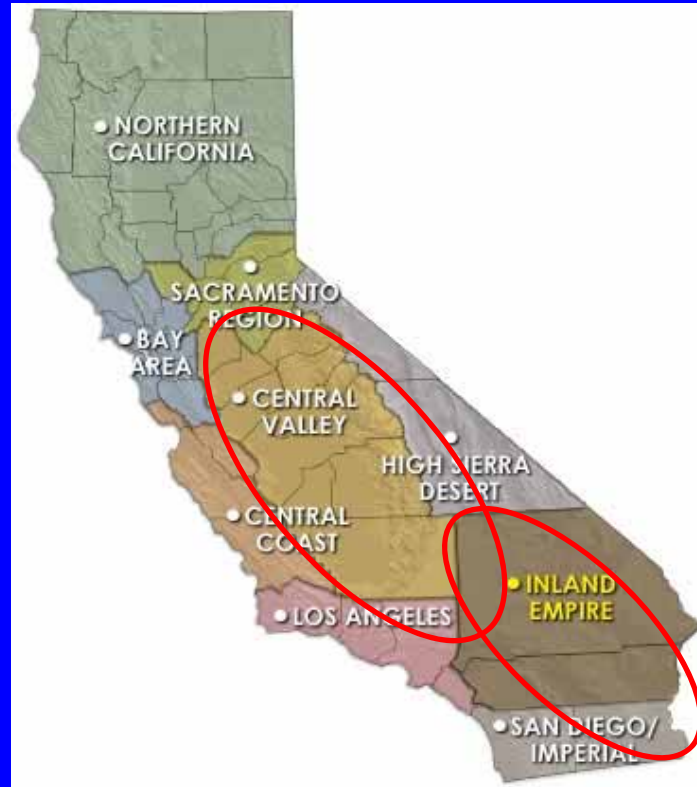 NORTHERN
CALIFORNIA
SACRAMENTO
REGION
BAY
AREA
CENTRAL
VALLEY
HIGH SIERRA
DESERT
CENTRAL
COAST
INLAND
EMPIRE
LOS ANGELES
SAN DIEGO/
IMPERIAL